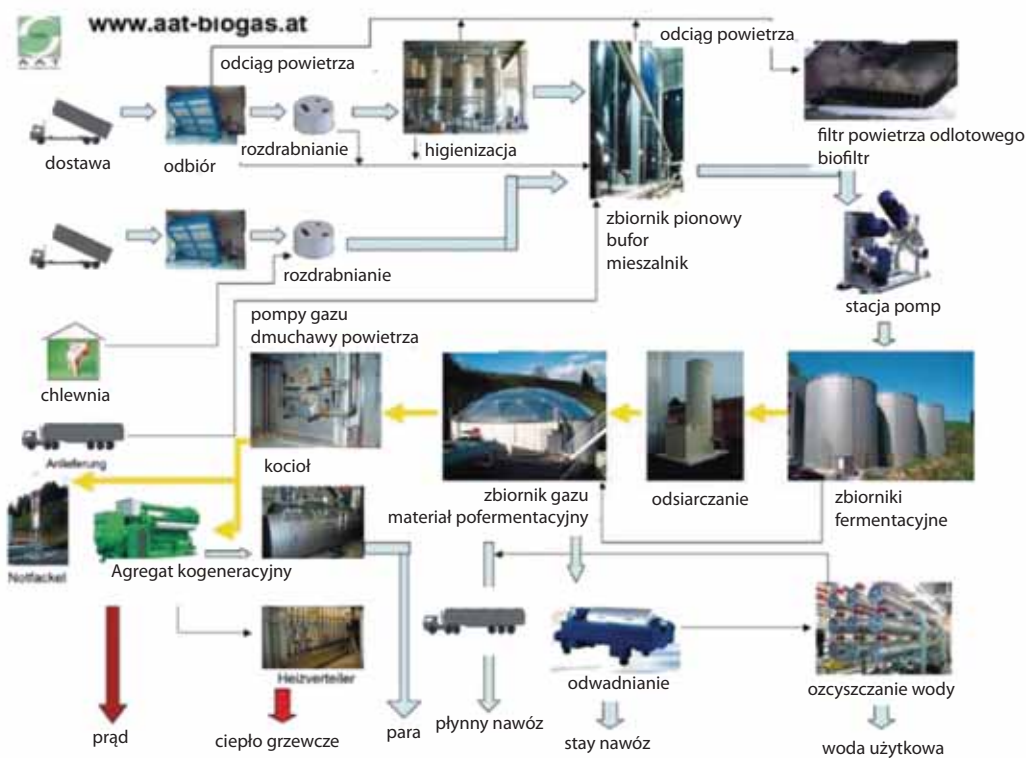 www.aat-biogas.at
AAT
odciąg powietrza
odciąg powietrza
dostawa
odbiór
rozdrabnianie
higienizacja
filtr powietrza odlotowego
biofiltr
zbiornik pionowy
bufor
mieszalnik
rozdrabnianie
stacja pomp
pompy gazu
dmuchawy powietrza
chlewnia
Anlieferung
kocioł
zbiornik gazu
materiał pofermentacyjny
odsiarczanie
zbiorniki
fermentacyjne
Notfackel
Agregat kogeneracyjny
Heizverteiler
odwadnianie
ozcyszczanie wody
prąd
ciepło grzewcze
para
płynny nawóz
stay nawóz
woda użytkowa